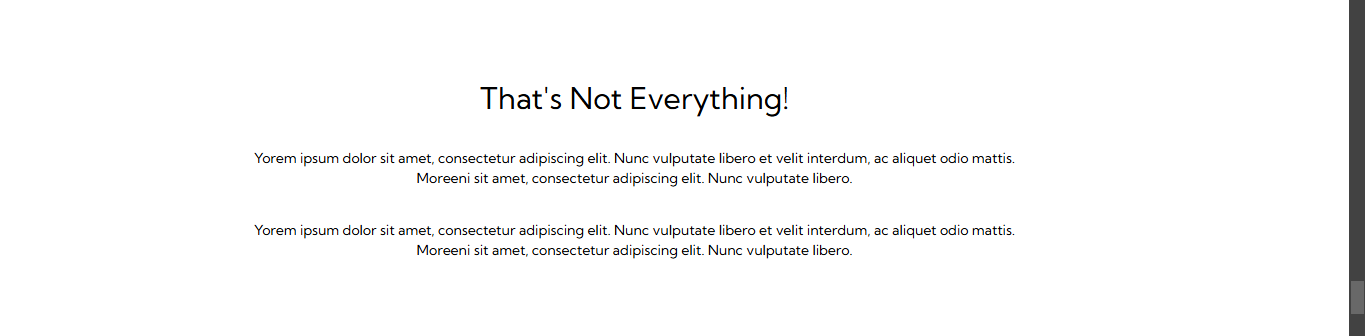 That's Not Everything!
Yorem ipsum dolor sit amet, consectetur adipiscing elit. Nunc vulputate libero et velit interdum, ac aliquet odio mattis.
Moreeni sit amet, consectetur adipiscing elit. Nunc vulputate libero.
Yorem ipsum dolor sit amet, consectetur adipiscing elit. Nunc vulputate libero et velit interdum, ac aliquet odio mattis.
Moreeni sit amet, consectetur adipiscing elit. Nunc vulputate libero.